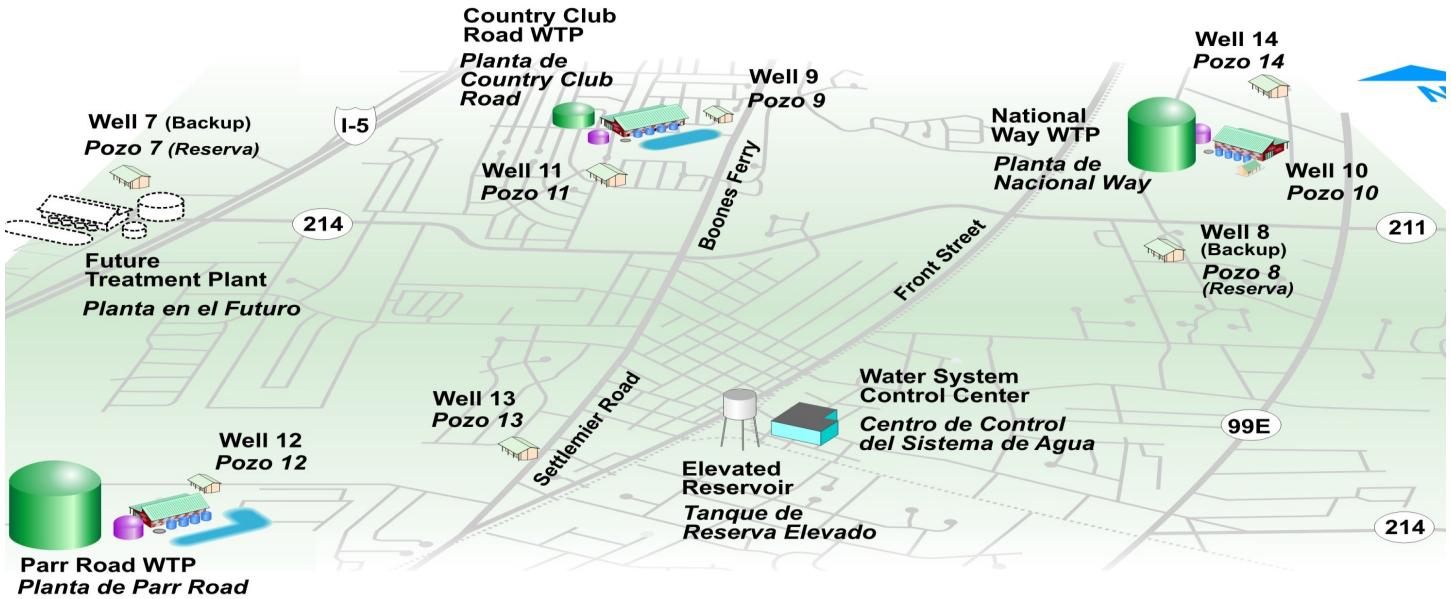 Country Club
Road WTP
Planta de
Country Club
Road
Well 9
Pozo 9
Well 14
Pozo 14
N
Well 7 (Backup)
Pozo 7 (Reserva)
I-5
National
Way WTP
Planta de
Nacional Way
Well 11
Pozo 11
Well 10
Pozo 10
214
Boones Ferry
211
Future
Treatment Plant
Planta en el Futuro
Front Street
Well 8
(Backup)
Pozo 8
(Reserva)
Well 13
Pozo 13
Settlemier Road
Water System
Control Center
Centro de Control
del Sistema de Agua
99E
Well 12
Pozo 12
Elevated
Reservoir
Tanque de
Reserva Elevado
214
Parr Road WTP
Planta de Parr Road